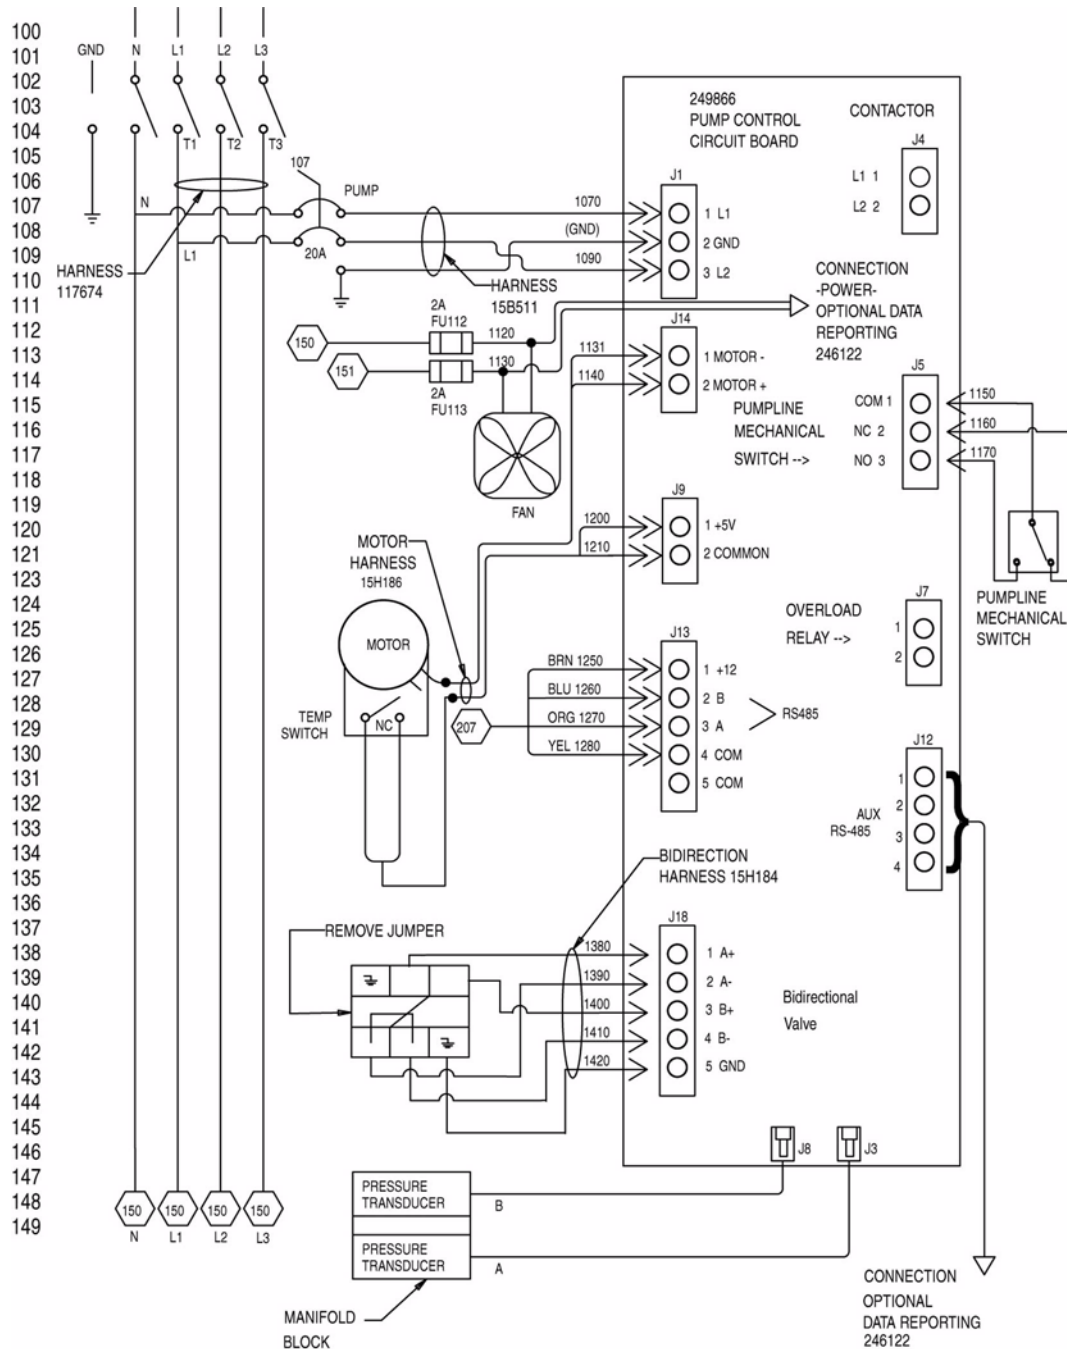 100
101
102
103
104
105
106
107
108
109
110
111
112
113
114
115
116
117
118
119
120
121
123
124
125
126
127
128
129
130
131
132
133
134
135
136
137
138
139
140
141
142
143
144
145
146
147
148
149
GND
N
L1
L2
L3
T1
T2
T3
107
N
PUMP
L1
20A
HARNESS
117674
HARNESS
15B511
1070
(GND)
1090
249866
PUMP CONTROL
CIRCUIT BOARD
CONTACTOR
J4
L1 1
L2 2
J1
1 L1
2 GND
3 L2
CONNECTION
-POWER-
OPTIONAL DATA
REPORTING
246122
2A
FU112
1120
150
1130
151
2A
FU113
FAN
1131
1140
J14
1 MOTOR -
2 MOTOR +
PUMPLINE
MECHANICAL
SWITCH -->
J5
COM 1
NC 2
NO 3
1150
1160
1170
PUMPLINE
MECHANICAL
SWITCH
J9
1200
1210
1 +5V
2 COMMON
MOTOR
HARNESS
15H186
MOTOR
TEMP
SWITCH
NC
207
OVERLOAD
RELAY -->
J7
1
2
J13
BRN 1250
BLU 1260
ORG 1270
YEL 1280
1 +12
2 B
3 A
4 COM
5 COM
RS485
J12
1
2
3
4
AUX
RS-485
BIDIRECTION
HARNESS 15H184
REMOVE JUMPER
J18
1380
1390
1400
1410
1420
1 A+
2 A-
3 B+
4 B-
5 GND
Bidirectional
Valve
J8
J3
150
150
150
150
N
L1
L2
L3
PRESSURE
TRANSDUCER
B
PRESSURE
TRANSDUCER
A
MANIFOLD
BLOCK
CONNECTION
OPTIONAL
DATA REPORTING
246122